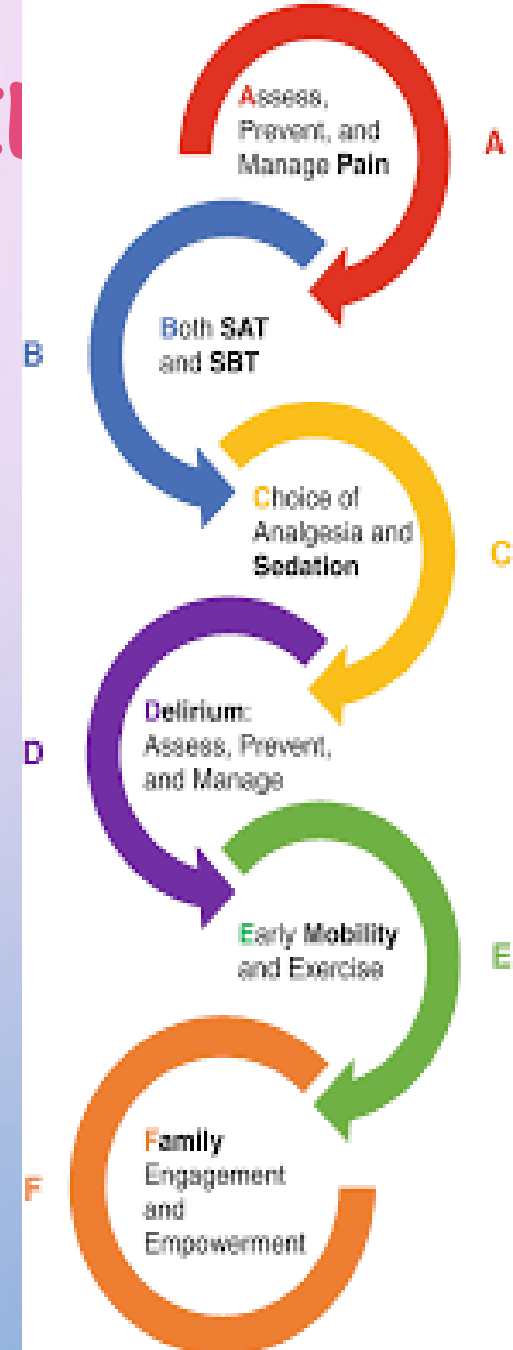 Assess,
Prevent, and
Manage Pain
A
Both SAT
and SBT
B
Choice of
Analgesia and
Sedation
C
Delirium:
Assess, Prevent,
and Manage
D
Early Mobility
and Exercise
E
Family
Engagement
and
Empowerment
F